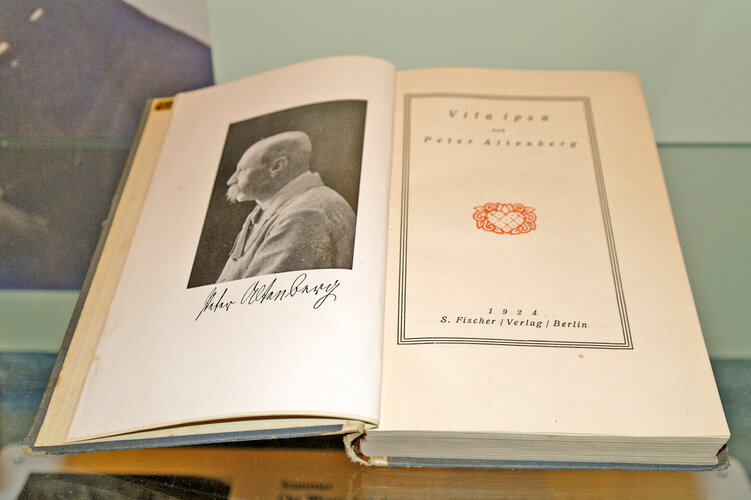 Peter Altenberg
Vita ipsa
von
Peter Altenberg
1924
S. Fischer / Verlag / Berlin